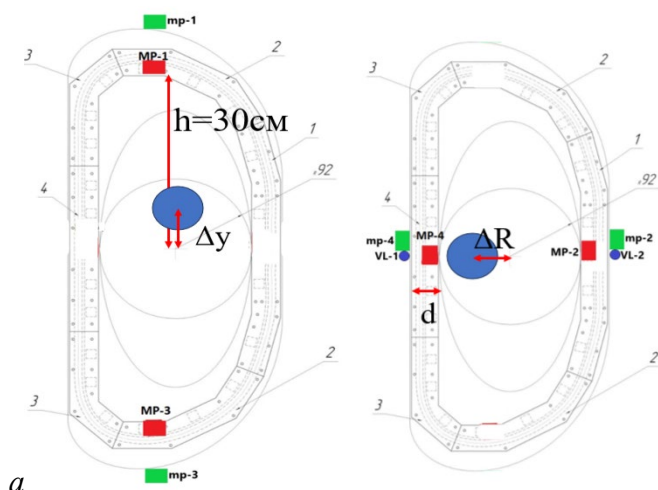 mp-1
MP-1
3
2
h=30см
1
⌀92
4
Δy
MP-3
3
2
mp-3
a
3
2
1
⌀92
4
mp-4
MP-4
VL-1
ΔR
MP-2
mp-2
VL-2
d
3
2